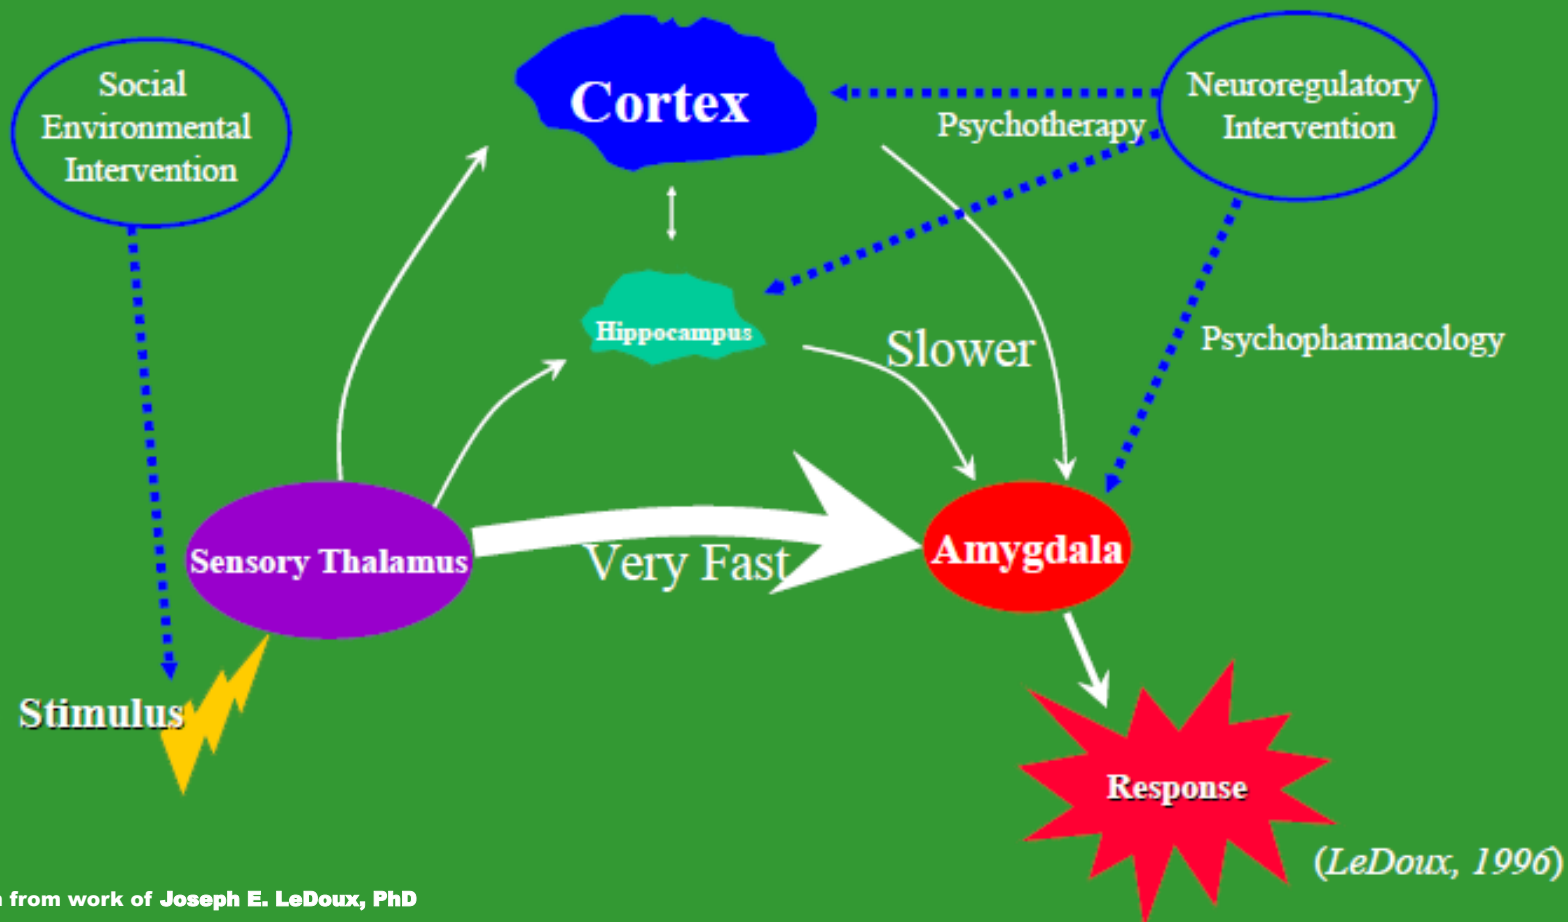 Social
Environmental
Intervention
Cortex
Neuroregulatory
Intervention
Psychotherapy
Hippocampus
Slower
Psychopharmacology
Sensory Thalamus
Very Fast
Amygdala
Stimulus
Response
(LeDoux, 1996)
from work of Joseph E. LeDoux, PhD